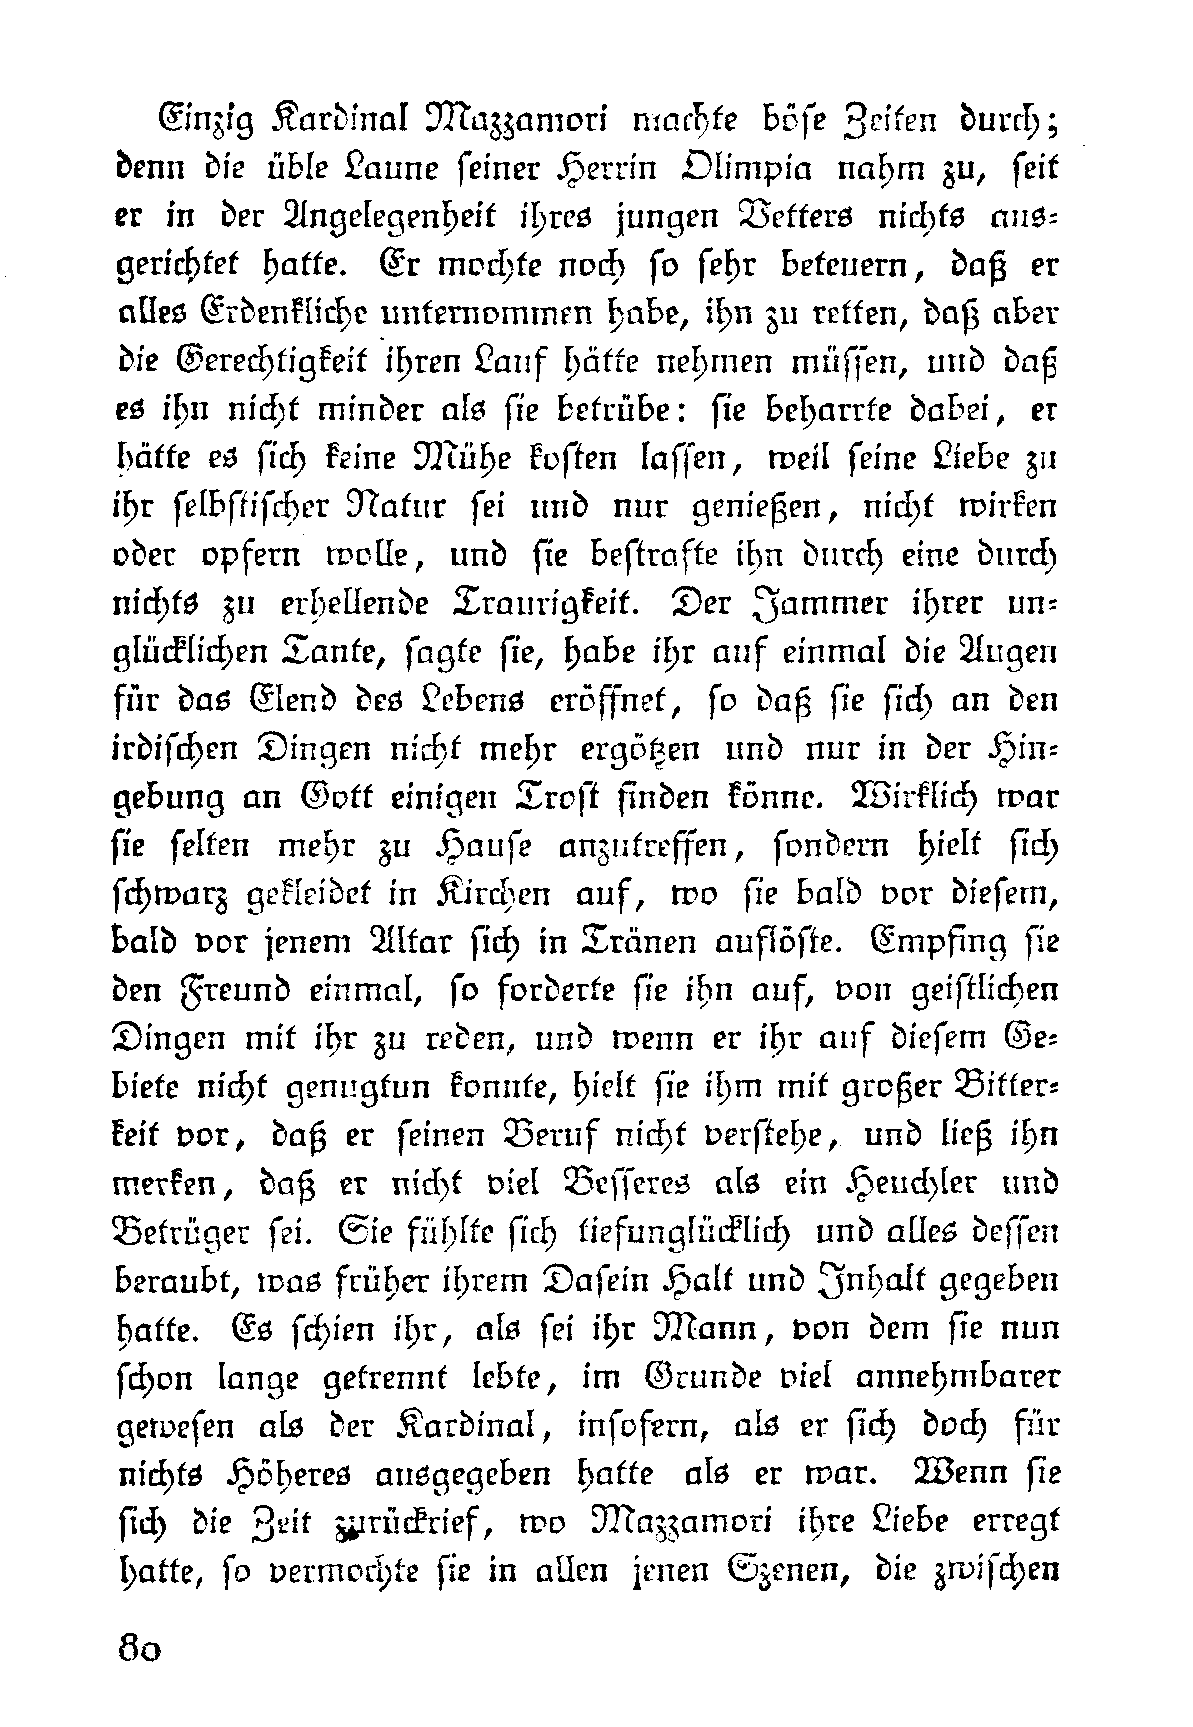 Einzig Kardinal Mazzamori machte böſe Zeiten durch;
denn die üble Laune ſeiner Herrin Olimpia nahm zu, ſeit
er in der Angelegenheit ihres jungen Vetters nichts aus-
gerichtet hatte. Er mochte noch ſo ſehr beteuern, daß er
alles Erdenkliche unternommen habe, ihn zu retten, daß aber
die Gerechtigkeit ihren Lauf hätte nehmen müſſen, und daß
es ihn nicht minder als ſie betrübe: ſie beharrte dabei, er
hätte es ſich keine Mühe koſten laſſen, weil ſeine Liebe zu
ihr ſelbſtiſcher Natur ſei und nur genießen, nicht wirken
oder opfern wolle, und ſie beſtrafte ihn durch eine durch
nichts zu erhellende Traurigkeit. Der Jammer ihrer un-
glücklichen Tante, ſagte ſie, habe ihr auf einmal die Augen
für das Elend des Lebens eröffnet, ſo daß ſie ſich an den
irdiſchen Dingen nicht mehr ergötzen und nur in der Hin-
gebung an Gott einigen Troſt finden könne. Wirklich war
ſie ſelten mehr zu Hauſe anzutreffen, ſondern hielt ſich
ſchwarz gekleidet in Kirchen auf, wo ſie bald vor dieſem,
bald vor jenem Altar ſich in Tränen auflöſte. Empfing ſie
den Freund einmal, ſo forderte ſie ihn auf, von geiſtlichen
Dingen mit ihr zu reden, und wenn er ihr auf dieſem Ge-
biete nicht genugtun konnte, hielt ſie ihm mit großer Bitter-
keit vor, daß er ſeinen Beruf nicht verſtehe, und ließ ihn
merken, daß er nicht viel Beſſeres als ein Heuchler und
Betrüger ſei. Sie fühlte ſich tiefunglücklich und alles deſſen
beraubt, was früher ihrem Daſein Halt und Inhalt gegeben
hatte. Es ſchien ihr, als ſei ihr Mann, von dem ſie nun
ſchon lange getrennt lebte, im Grunde viel annehmbarer
geweſen als der Kardinal, inſofern, als er ſich doch für
nichts Höheres ausgegeben hatte als er war. Wenn ſie
ſich die Zeit zurückrief, wo Mazzamori ihre Liebe erregt
hatte, ſo vermochte ſie in allen jenen Szenen, die zwiſchen
80